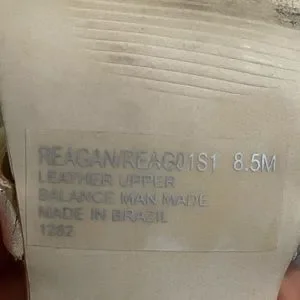 REAGAN/REAG01S1 8.5M
LEATHER UPPER
BALANCE MAN MADE
MADE IN BRAZIL
1282